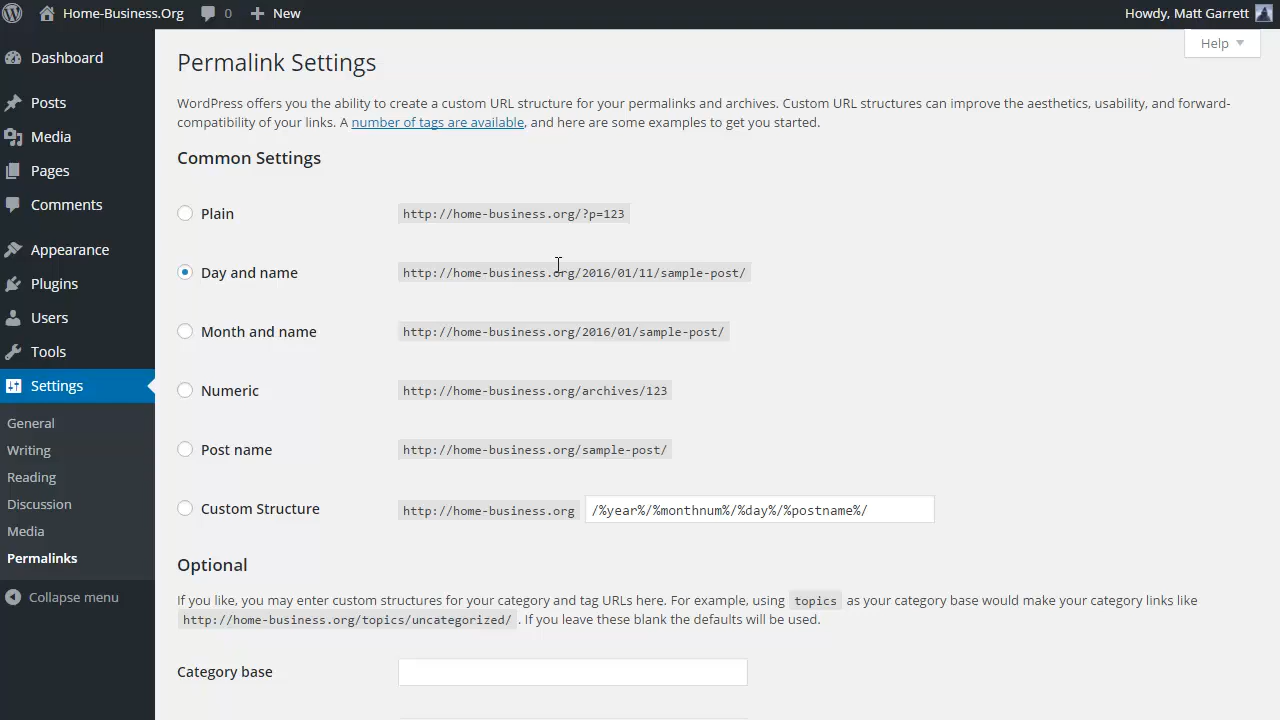 Home-Business.Org 0 New Howdy, Matt Garrett
Help
Dashboard
Posts
Media
Pages
Comments
Appearance
Plugins
Users
Tools
Settings
General
Writing
Reading
Discussion
Media
Permalinks
Collapse menu
Permalink Settings
WordPress offers you the ability to create a custom URL structure for your permalinks and archives. Custom URL structures can improve the aesthetics, usability, and forward-
compatibility of your links. A number of tags are available, and here are some examples to get you started.
Common Settings
Plain http://home-business.org/?p=123
Day and name http://home-business.org/2016/01/11/sample-post/
Month and name http://home-business.org/2016/01/sample-post/
Numeric http://home-business.org/archives/123
Post name http://home-business.org/sample-post/
Custom Structure http://home-business.org /%year%/%monthnum%/%day%/%postname%/
Optional
If you like, you may enter custom structures for your category and tag URLs here. For example, using topics as your category base would make your category links like
http://home-business.org/topics/uncategorized/ . If you leave these blank the defaults will be used.
Category base